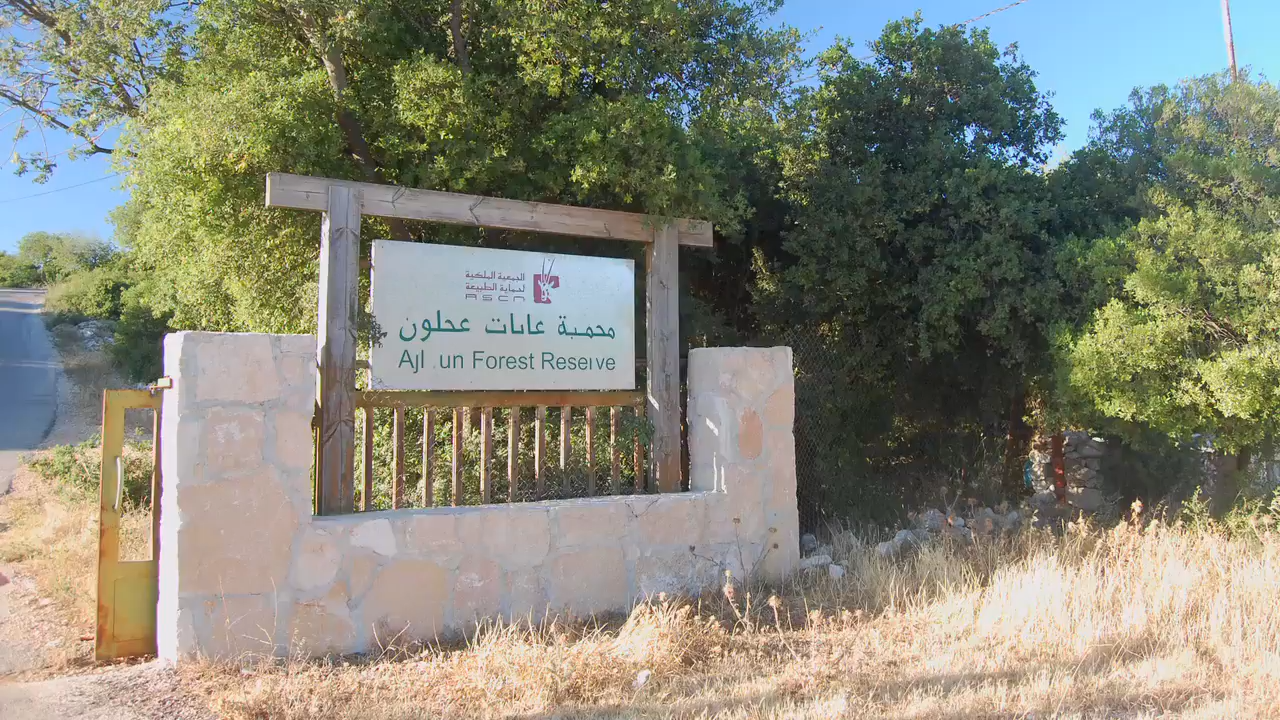 الجمعية الملكية
لحماية الطبيعة
RSCN
محمية غابات عجلون
Ajl un Forest Reserve